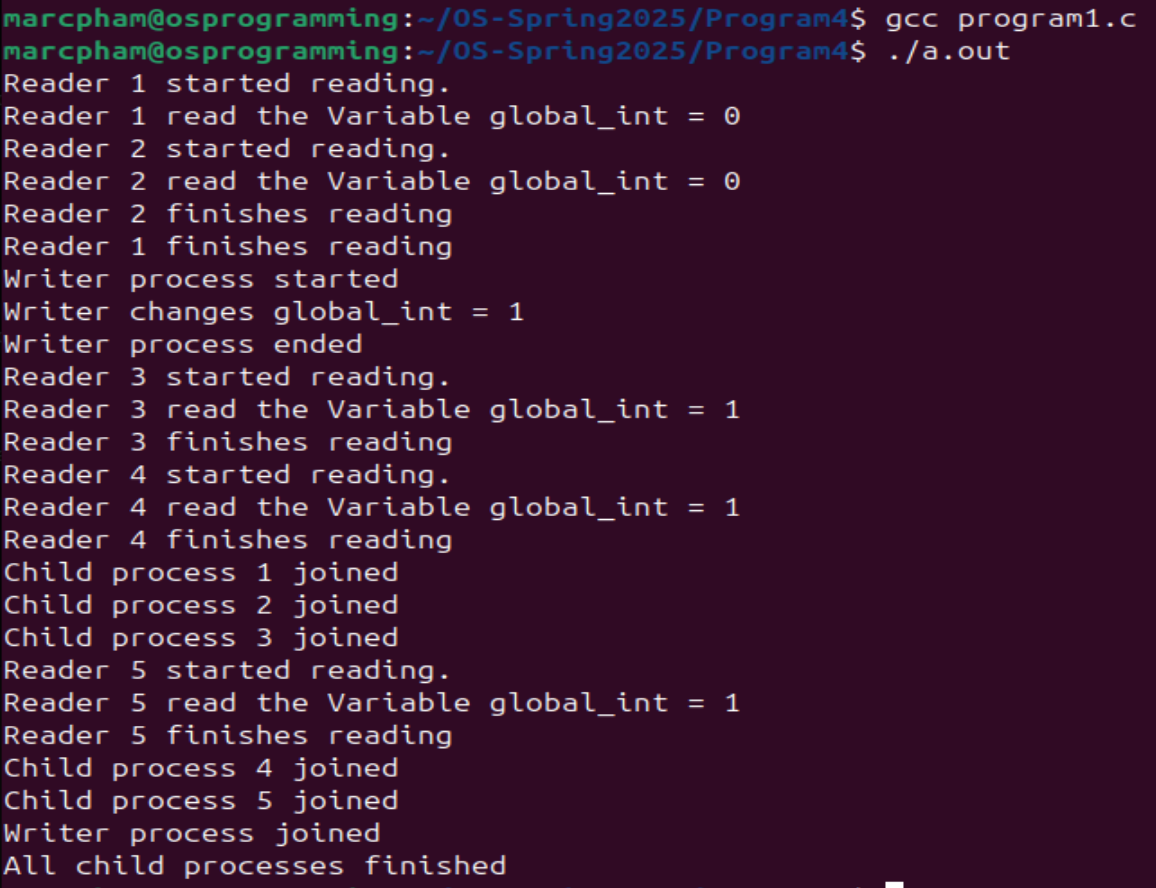 marcpham@osprogramming:~/OS-Spring2025/Program4$ gcc program1.c
marcpham@osprogramming:~/OS-Spring2025/Program4$ ./a.out
Reader 1 started reading.
Reader 1 read the Variable global_int = 0
Reader 2 started reading.
Reader 2 read the Variable global_int = 0
Reader 2 finishes reading
Reader 1 finishes reading
Writer process started
Writer changes global_int = 1
Writer process ended
Reader 3 started reading.
Reader 3 read the Variable global_int = 1
Reader 3 finishes reading
Reader 4 started reading.
Reader 4 read the Variable global_int = 1
Reader 4 finishes reading
Child process 1 joined
Child process 2 joined
Child process 3 joined
Reader 5 started reading.
Reader 5 read the Variable global_int = 1
Reader 5 finishes reading
Child process 4 joined
Child process 5 joined
Writer process joined
All child processes finished